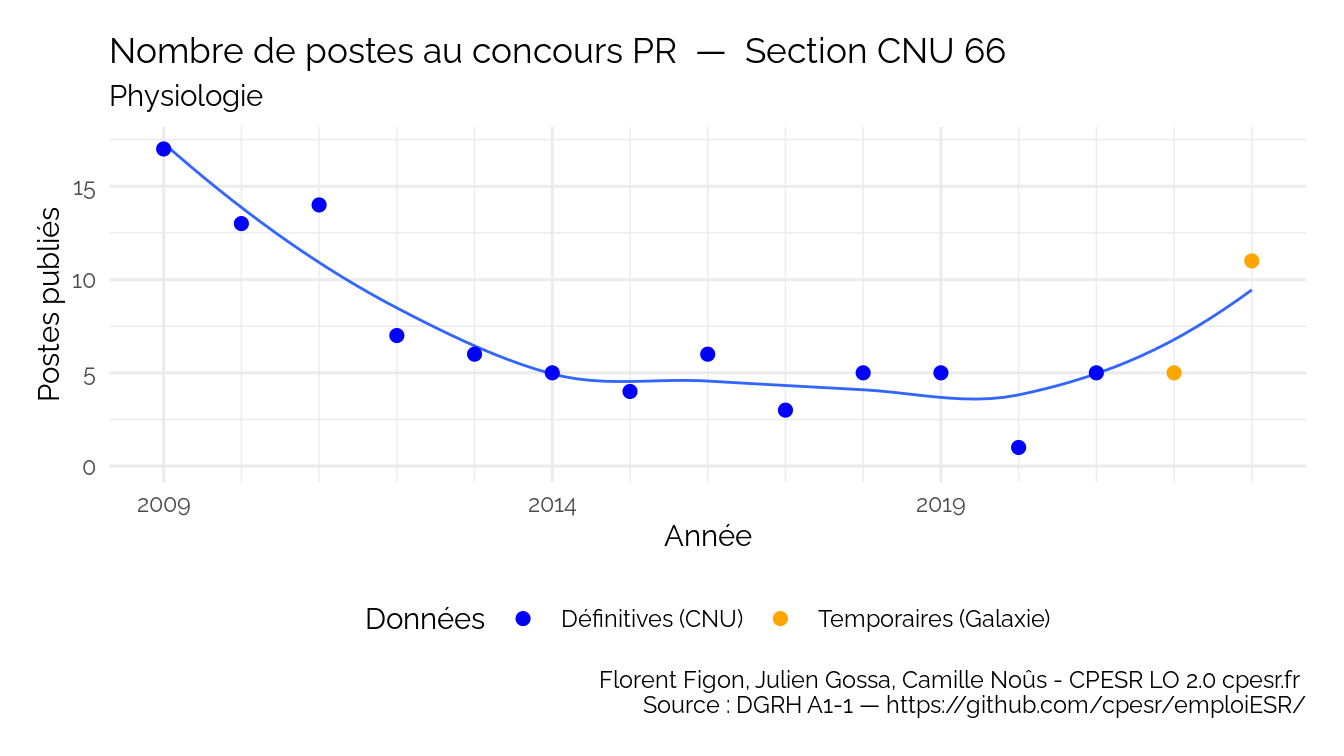 Nombre de postes au concours PR — Section CNU 66
Physiologie
Postes publiés
15
10
5
0
2009 2014 2019
Année
Données Définitives (CNU) Temporaires (Galaxie)
Florent Figon, Julien Gossa, Camille Noûs - CPESR LO 2.0 cpesr.fr
Source : DGRH A1-1 — https://github.com/cpesr/emploiESR/